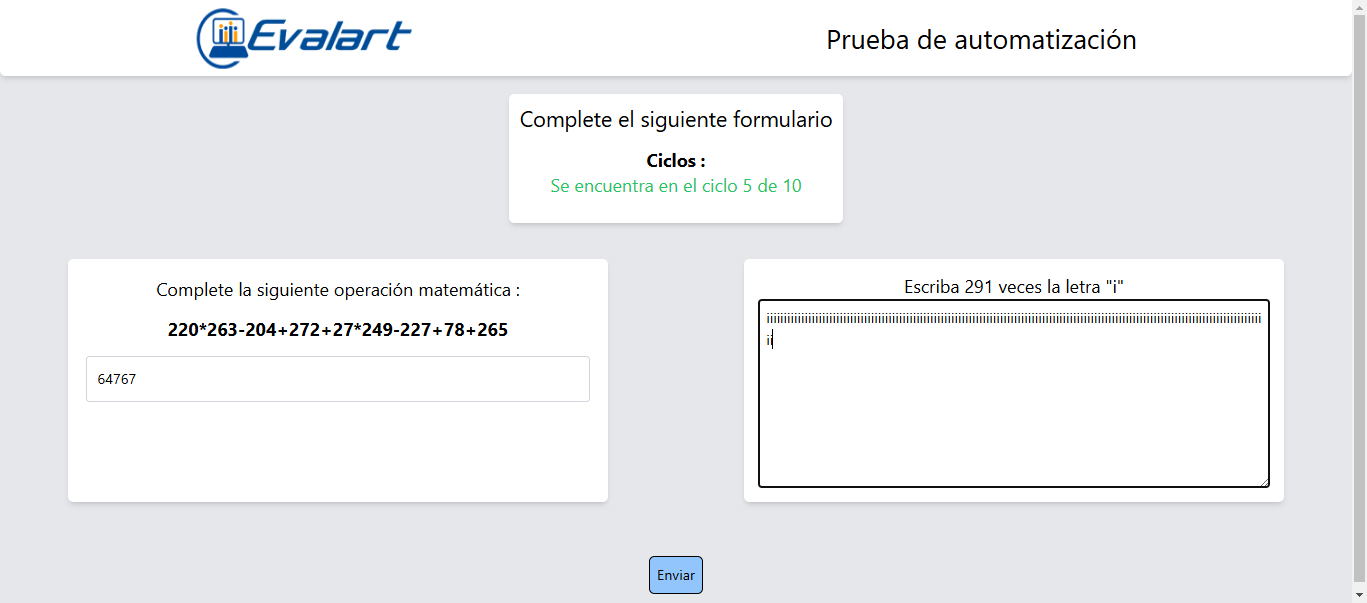 Evalart
Prueba de automatización
Complete el siguiente formulario
Ciclos :
Se encuentra en el ciclo 5 de 10
Complete la siguiente operación matemática :
220*263-204+272+27*249-227+78+265
64767
Escriba 291 veces la letra "i"
ii
Enviar